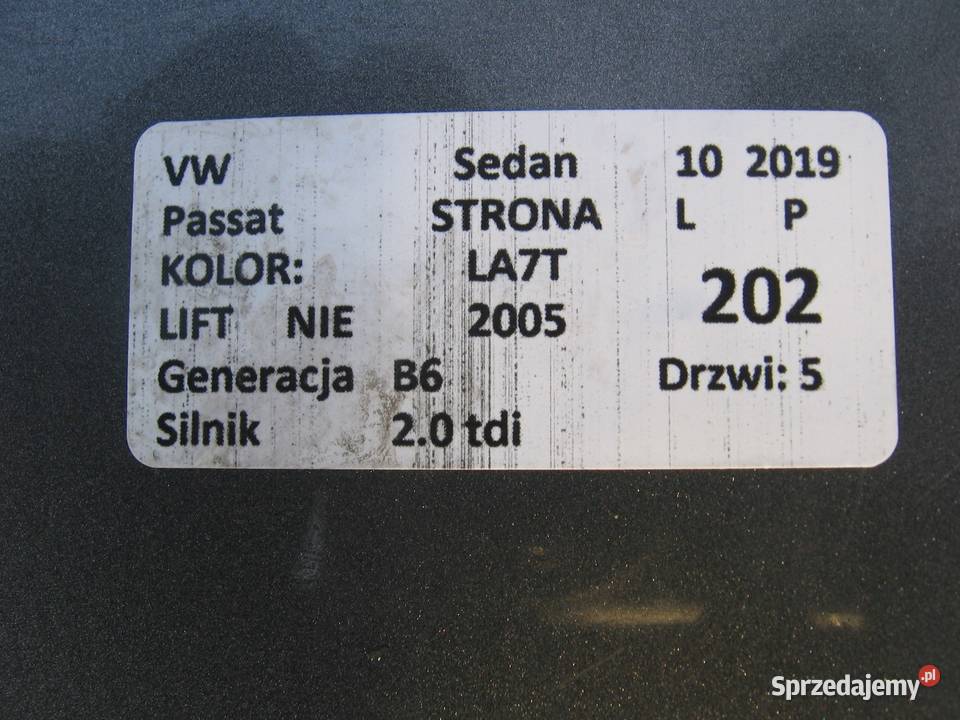 VW Sedan 10 2019
Passat STRONA L P
KOLOR: LA7T 202
LIFT NIE 2005
Generacja B6 Drzwi: 5
Silnik 2.0 tdi
Sprzedajemy.pl